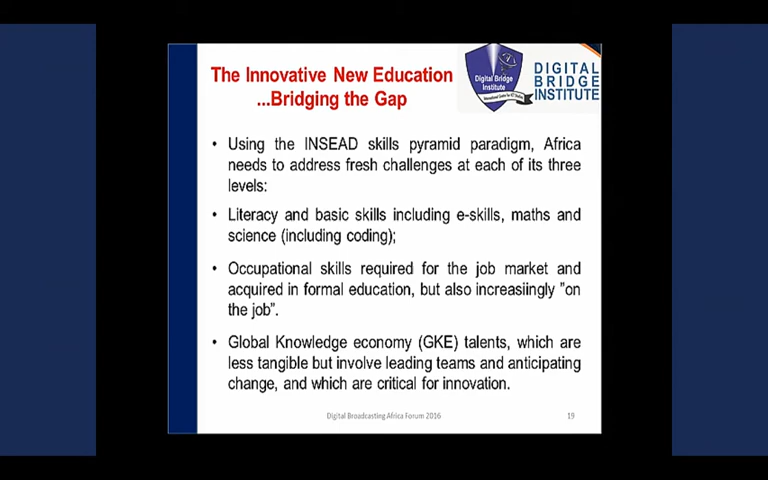 The Innovative New Education
...Bridging the Gap
Digital Bridge
Institute
DIGITAL
BRIDGE
INSTITUTE
• Using the INSEAD skills pyramid paradigm, Africa
needs to address fresh challenges at each of its three
levels:
• Literacy and basic skills including e-skills, maths and
science (including coding);
• Occupational skills required for the job market and
acquired in formal education, but also increasiingly "on
the job".
• Global Knowledge economy (GKE) talents, which are
less tangible but involve leading teams and anticipating
change, and which are critical for innovation.
Digital Broadcasting Africa Forum 2016
19